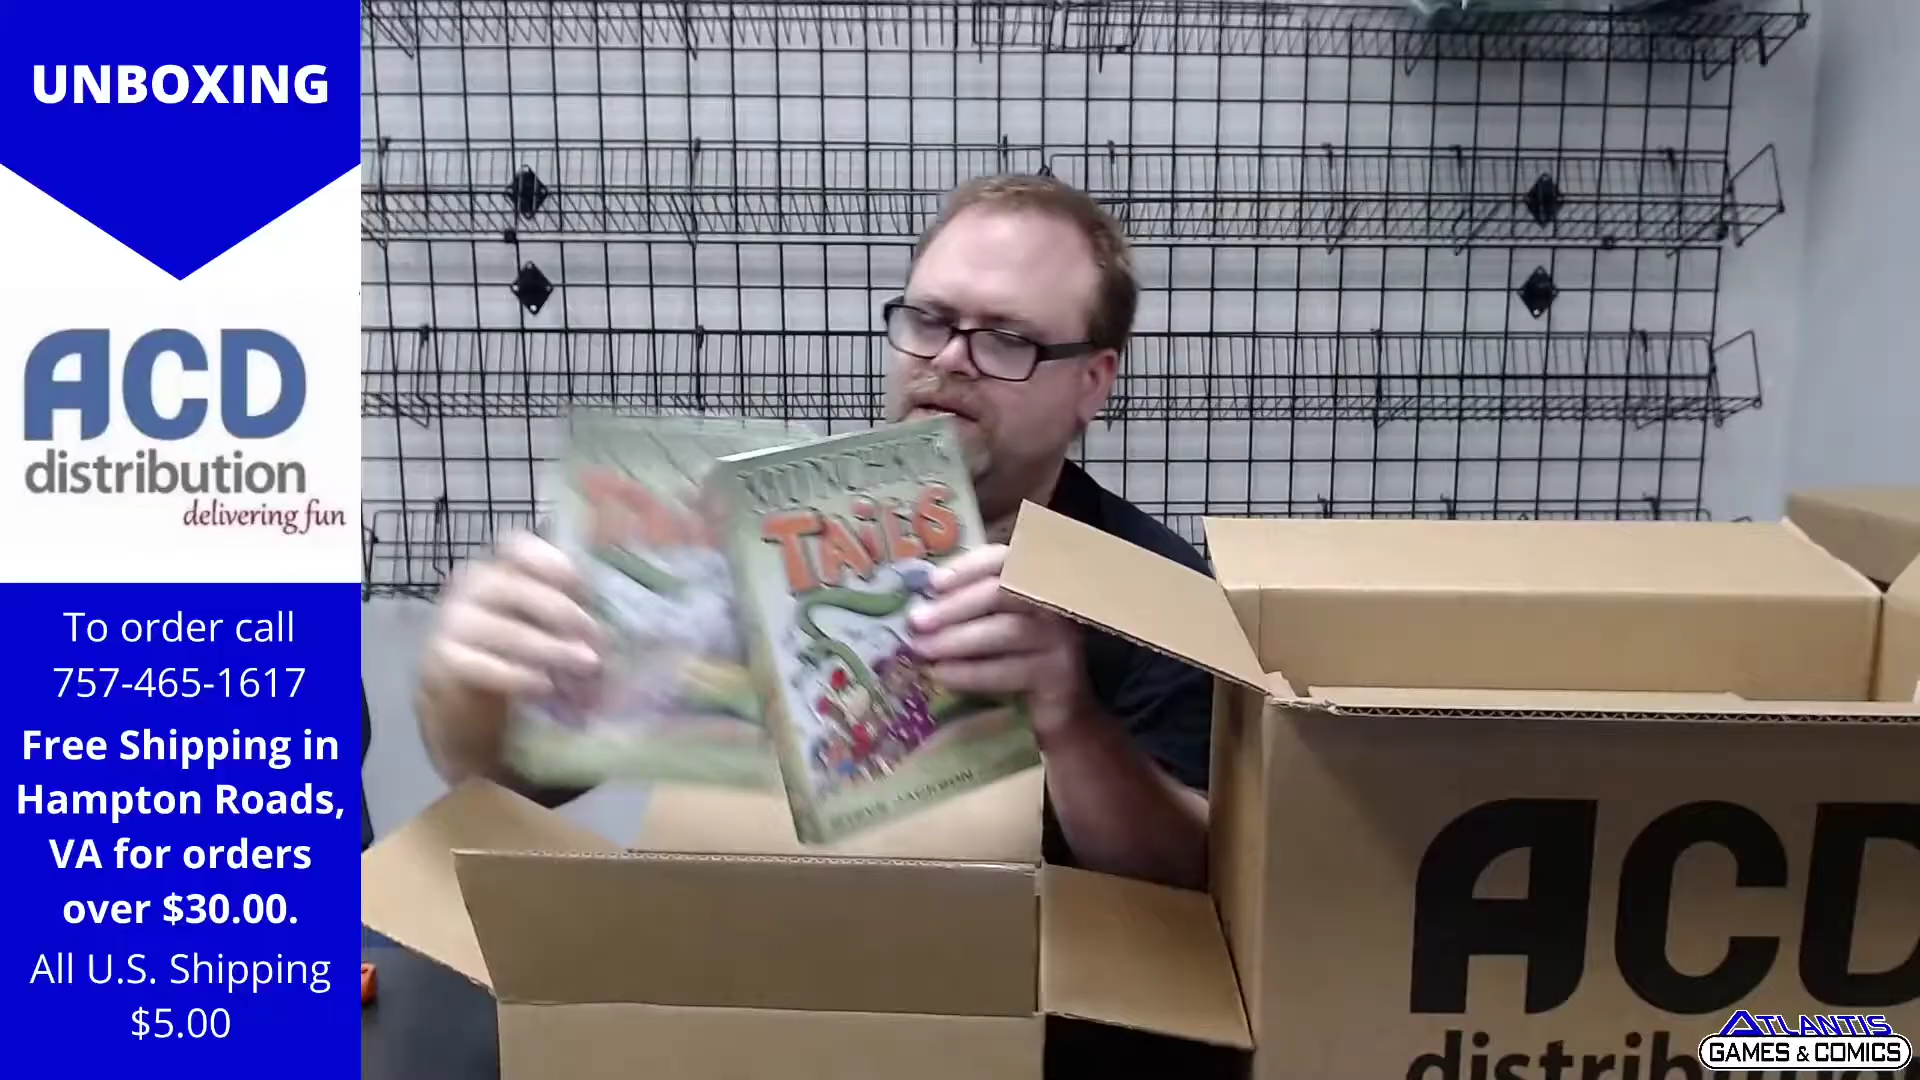 UNBOXING
ACD
distribution
delivering fun
To order call
757-465-1617
Free Shipping in
Hampton Roads,
VA for orders
over $30.00.
All U.S. Shipping
$5.00
TAILS
ACD
ATLANTIS
GAMES & COMICS